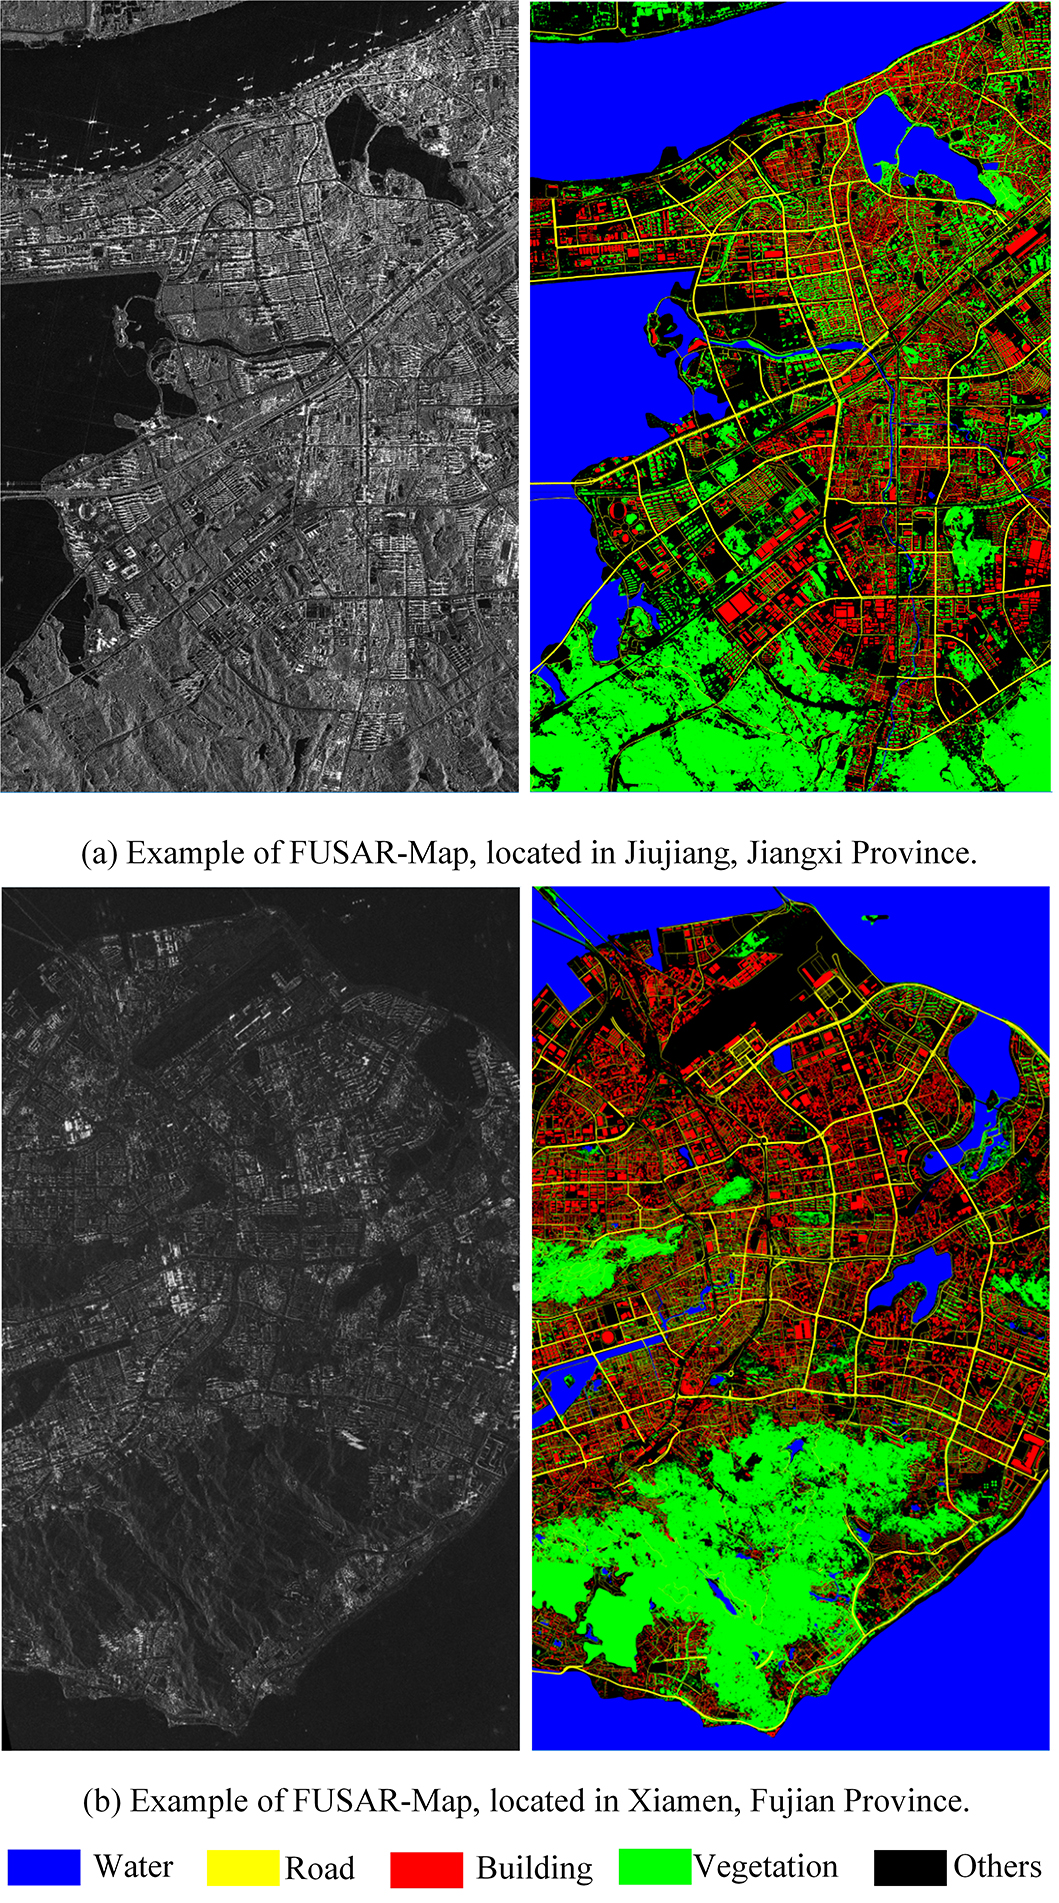 (a) Example of FUSAR-Map, located in Jiujiang, Jiangxi Province.
(b) Example of FUSAR-Map, located in Xiamen, Fujian Province.
Water Road Building Vegetation Others